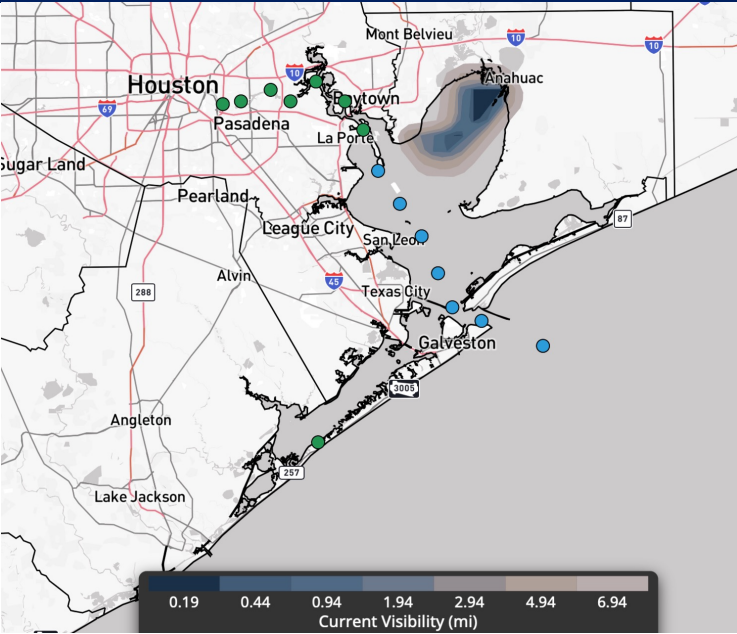 Mont Belvieu
10
10
Anahuac
10
Houston
69
Baytown
Pasadena
La Porte
Sugar Land
Pearland
87
League City
San Leon
Alvin
45
288
Texas City
Galveston
3005
Angleton
257
Lake Jackson
0.19 0.44 0.94 1.94 2.94 4.94 6.94
Current Visibility (mi)